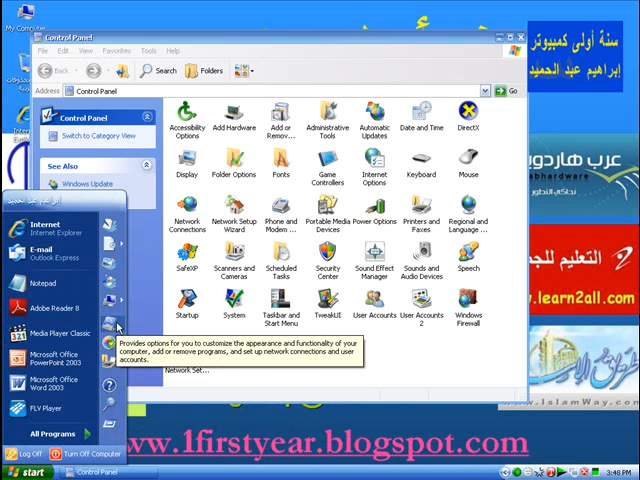 My Computer
Control Panel
File Edit View Favorites Tools Help
Back Search Folders
Address Control Panel Go
Control Panel
Switch to Category View
See Also
Windows Update
Accessibility Options
Add Hardware
Add or Remov...
Administrative Tools
Automatic Updates
Date and Time
DirectX
Display
Folder Options
Fonts
Game Controllers
Internet Options
Keyboard
Mouse
Network Connections
Network Setup Wizard
Phone and Modem ...
Portable Media Devices
Power Options
Printers and Faxes
Regional and Language ...
SafeXP
Scanners and Cameras
Scheduled Tasks
Security Center
Sound Effect Manager
Sounds and Audio Devices
Speech
Startup
System
Taskbar and Start Menu
TweakUI
User Accounts
User Accounts 2
Windows Firewall
Network Set...
Provides options for you to customize the appearance and functionality of your
computer, add or remove programs, and set up network connections and user
accounts.
Internet
Internet Explorer
E-mail
Outlook Express
Notepad
Adobe Reader 8
Media Player Classic
Microsoft Office
PowerPoint 2003
Microsoft Office
Word 2003
FLV Player
All Programs
Log Off Turn Off Computer
start Control Panel 3:48 PM
سنة أولى كمبيوتر
إبراهيم عبد الحميد
عرب هاردوير
التعليم للجم
w.learn2all.com
www.IslamWay.com
www.1firstyear.blogspot.com